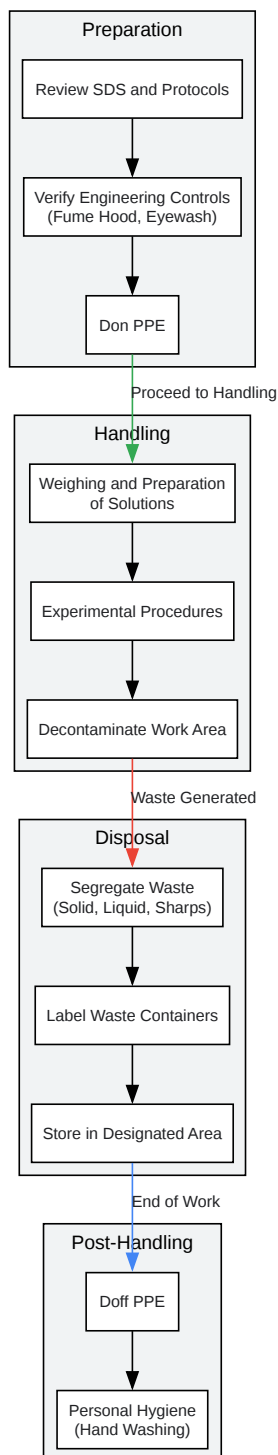 Preparation
Review SDS and Protocols
Verify Engineering Controls
(Fume Hood, Eyewash)
Don PPE
Proceed to Handling
Handling
Weighing and Preparation
of Solutions
Experimental Procedures
Decontaminate Work Area
Waste Generated
Disposal
Segregate Waste
(Solid, Liquid, Sharps)
Label Waste Containers
Store in Designated Area
End of Work
Post-Handling
Doff PPE
Personal Hygiene
(Hand Washing)